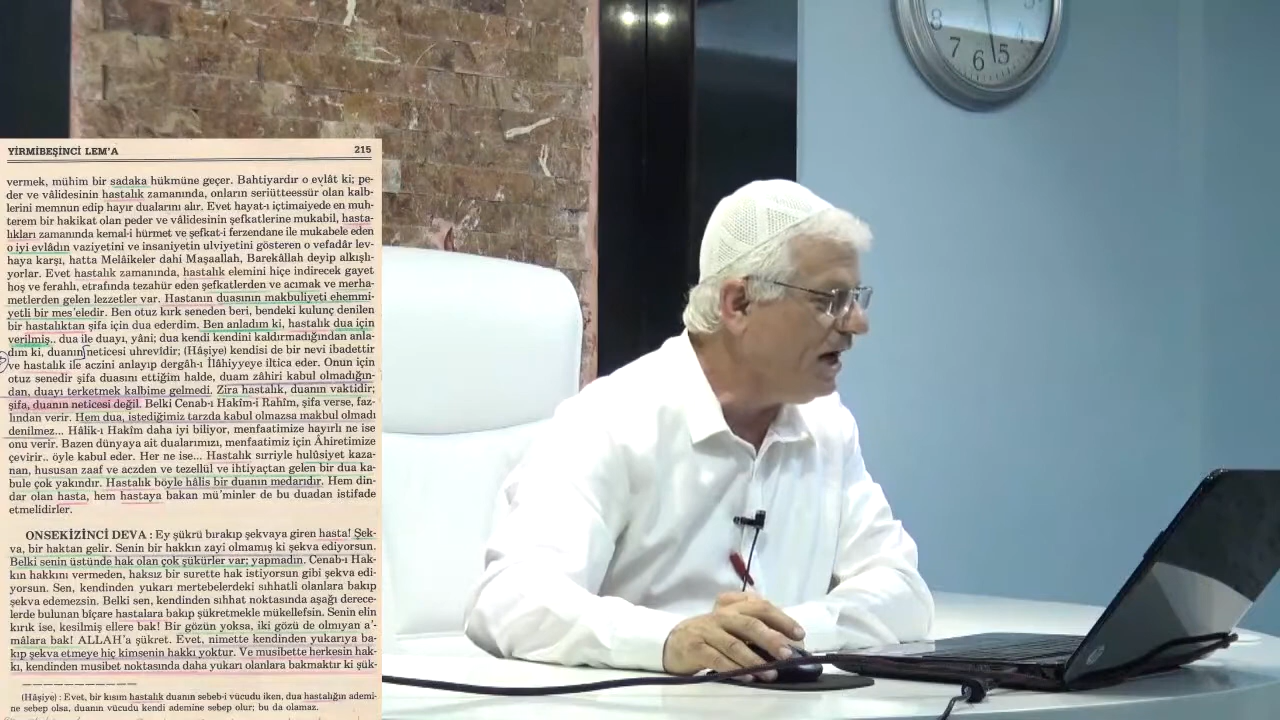 YİRMİBEŞİNCİ LEM'A 215
vermek, mühim bir sadaka hükmüne geçer. Bahtiyardır o evlât ki; pe-
der ve vâlidesinin hastalık zamanında, onların seriütteessür olan kalb-
lerini memnun edip hayır dualarını alır. Evet hayat-ı içtimaiyede en muh-
terem bir hakikat olan peder ve vâlidesinin şefkatlerine mukabil, hasta-
lıkları zamanında kemal-i hürmet ve şefkat-i ferzendane ile mukabele eden
o iyi evlâdın vaziyetini ve insaniyetin ulviyetini gösteren o vefadâr lev-
haya karşı, hatta Melâikeler dahi Maşaallah, Barekâllah deyip alkışlı-
yorlar. Evet hastalık zamanında, hastalık elemini hiçe indirecek gayet
hoş ve ferahlı, etrafında tezahür eden şefkatlerden ve acımak ve merha-
metlerden gelen lezzetler var. Hastanın duasının makbuliyeti ehemmi-
yetli bir mes'eledir. Ben otuz kırk seneden beri, bendeki kulunç denilen
bir hastalıktan şifa için dua ederdim. Ben anladım ki, hastalık dua için
verilmiş.. dua ile duayı, yâni; dua kendi kendini kaldırmadığından anla-
dım ki, duanın neticesi uhrevîdir; (Hâşiye) kendisi de bir nevi ibadettir
ve hastalık ile aczini anlayıp dergâh-ı İlâhiyyeye iltica eder. Onun için
otuz senedir şifa duasını ettiğim halde, duam zâhirî kabul olmadığın-
dan, duayı terketmek kalbime gelmedi. Zira hastalık, duanın vaktidir;
şifa, duanın neticesi değil. Belki Cenab-ı Hakîm-i Rahîm, şifa verse, faz-
lından verir. Hem dua, istediğimiz tarzda kabul olmazsa makbul olmadı
denilmez... Hâlik-ı Hakîm daha iyi biliyor, menfaatimize hayırlı ne ise
onu verir. Bazen dünyaya ait dualarımızı, menfaatimiz için Âhiretimize
çevirir.. öyle kabul eder. Her ne ise... Hastalık sırriyle hulûsiyet kaza-
nan, hususan zaaf ve aczden ve tezellül ve ihtiyaçtan gelen bir dua ka-
bule çok yakındır. Hastalık böyle hâlis bir duanın medarıdır. Hem din-
dar olan hasta, hem hastaya bakan mü'minler de bu duadan istifade
etmelidirler.
ONSEKİZİNCİ DEVA : Ey şükrü bırakıp şekvaya giren hasta! Şek-
va, bir haktan gelir. Senin bir hakkın zayi olmamış ki şekva ediyorsun.
Belki senin üstünde hak olan çok şükürler var; yapmadın. Cenab-ı Hak-
kın hakkını vermeden, haksız bir surette hak istiyorsun gibi şekva edi-
yorsun. Sen, kendinden yukarı mertebelerdeki sıhhatli olanlara bakıp
şekva edemezsin. Belki sen, kendinden sıhhat noktasında aşağı derece-
lerde bulunan biçare hastalara bakıp şükretmekle mükellefsin. Senin elin
kırık ise, kesilmiş ellere bak! Bir gözün yoksa, iki gözü de olmıyan a'-
mâlara bak! ALLAH'a şükret. Evet, nimette kendinden yukarıya ba-
kıp şekva etmeye hiç kimsenin hakkı yoktur. Ve musibette herkesin hak-
kı, kendinden musibet noktasında daha yukarı olanlara bakmaktır ki şük-
(Hâşiye) : Evet, bir kısım hastalık duanın sebeb-i vücudu iken, dua hastalığın ademi-
ne sebep olsa, duanın vücudu kendi ademine sebep olur; bu da olamaz.
8
7
6
5